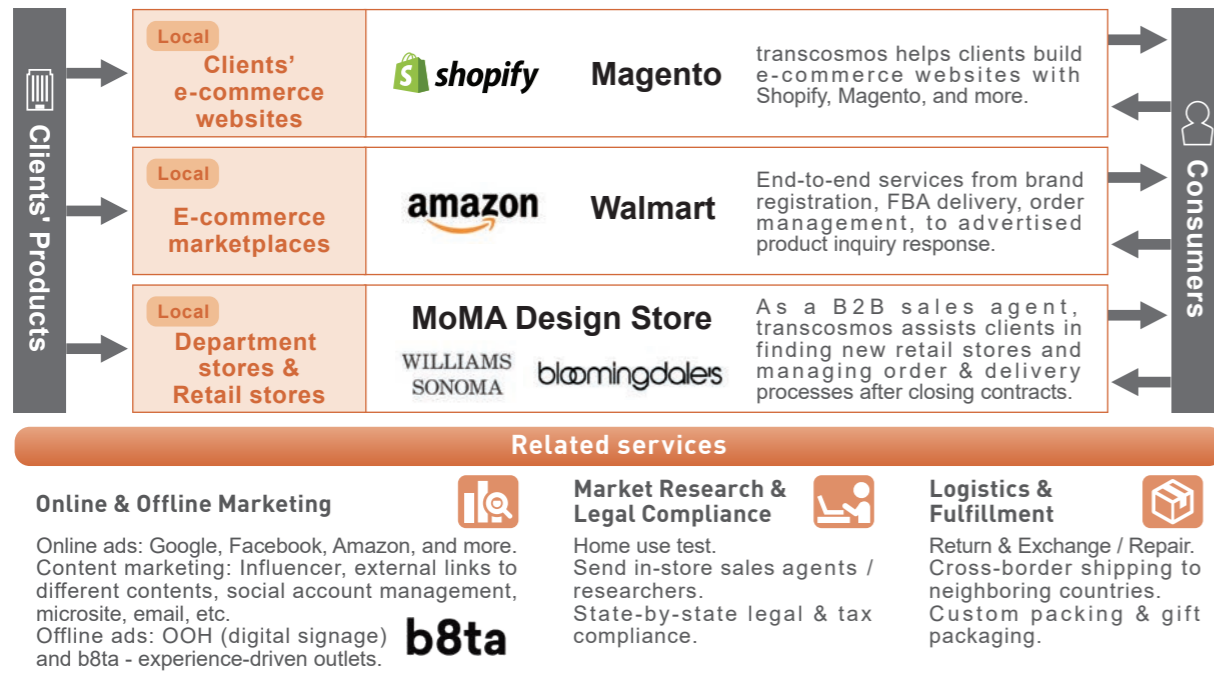 Clients' Products
Local
Clients’
e-commerce
websites
shopify
Magento
transcosmos helps clients build
e-commerce websites with
Shopify, Magento, and more.
Local
E-commerce
marketplaces
amazon
Walmart
End-to-end services from brand
registration, FBA delivery, order
management, to advertised
product inquiry response.
Local
Department
stores &
Retail stores
MoMA Design Store
WILLIAMS
SONOMA
bloomingdale's
As a B2B sales agent,
transcosmos assists clients in
finding new retail stores and
managing order & delivery
processes after closing contracts.
Consumers
Related services
Online & Offline Marketing
Online ads: Google, Facebook, Amazon, and more.
Content marketing: Influencer, external links to
different contents, social account management,
microsite, email, etc.
Offline ads: OOH (digital signage)
and b8ta - experience-driven outlets.
b8ta
Market Research &
Legal Compliance
Home use test.
Send in-store sales agents /
researchers.
State-by-state legal & tax
compliance.
Logistics &
Fulfillment
Return & Exchange / Repair.
Cross-border shipping to
neighboring countries.
Custom packing & gift
packaging.